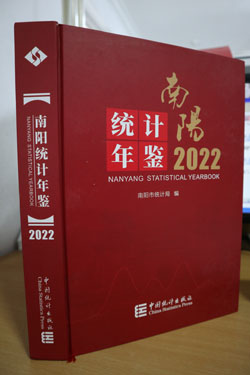 南阳统计年鉴
NANYANG STATISTICAL YEARBOOK
2022
中国统计出版社
China Statistics Press
南陽
统计
年鉴
2022
NANYANG STATISTICAL YEARBOOK
南阳市统计局 编
中国统计出版社
China Statistics Press